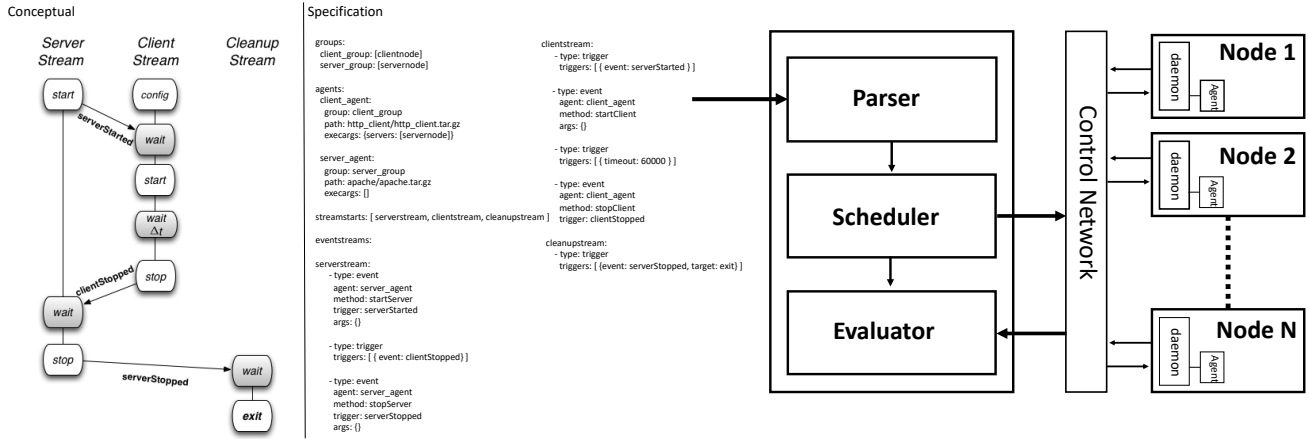 Conceptual
Server
Stream
Client
Stream
Cleanup
Stream
start
config
serverStarted
wait
start
wait
Δt
stop
clientStopped
wait
stop
serverStopped
wait
exit
Specification
groups:
client_group: [clientnode]
server_group: [servernode]
agents:
client_agent:
group: client_group
path: http_client/http_client.tar.gz
execargs: {servers: [servernode]}
server_agent:
group: server_group
path: apache/apache.tar.gz
execargs: []
streamstarts: [ serverstream, clientstream, cleanupstream ]
eventstreams:
serverstream:
- type: event
agent: server_agent
method: startServer
trigger: serverStarted
args: {}
- type: trigger
triggers: [ { event: clientStopped} ]
- type: event
agent: server_agent
method: stopServer
trigger: serverStopped
args: {}
clientstream:
- type: trigger
triggers: [ { event: serverStarted } ]
- type: event
agent: client_agent
method: startClient
args: {}
- type: trigger
triggers: [ { timeout: 60000 } ]
- type: event
agent: client_agent
method: stopClient
trigger: clientStopped
cleanupstream:
- type: trigger
triggers: [ {event: serverStopped, target: exit} ]
Parser
Scheduler
Evaluator
Control Network
Node 1
daemon
Agent
Node 2
daemon
Agent
Node N
daemon
Agent